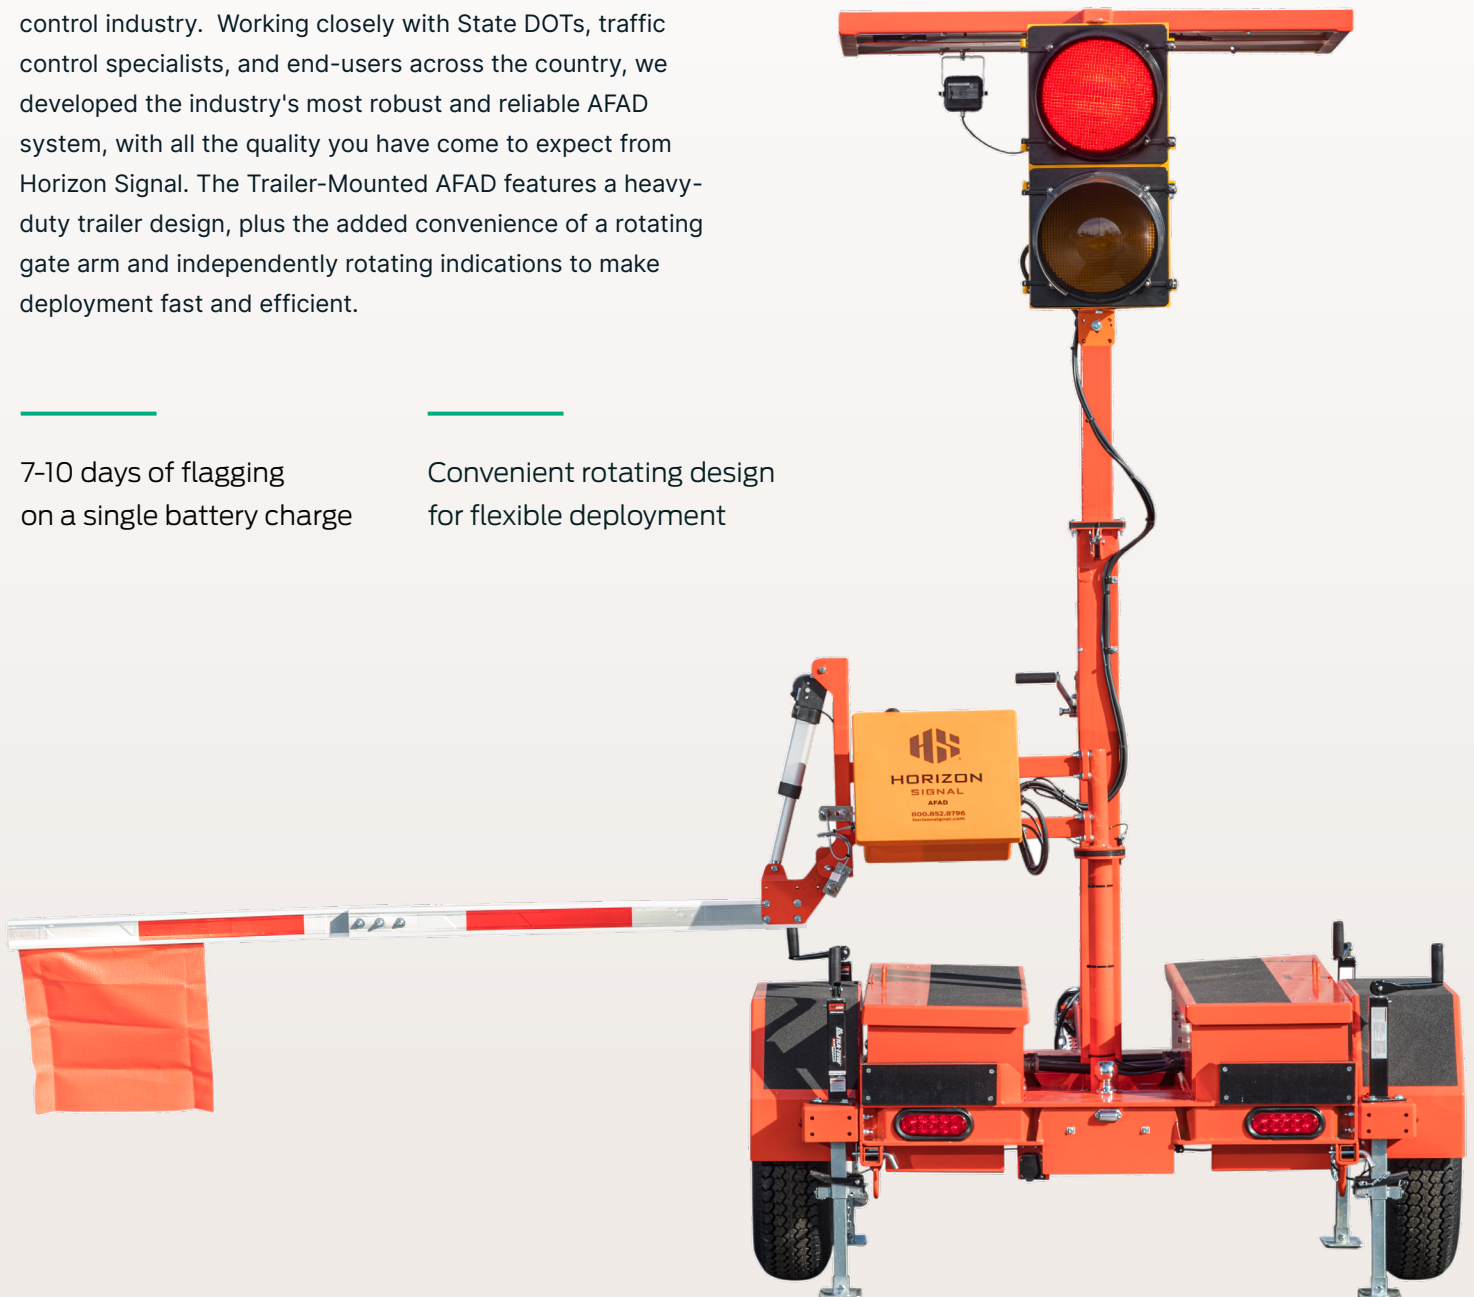 control industry.  Working closely with State DOTs, traffic
control specialists, and end-users across the country, we
developed the industry's most robust and reliable AFAD
system, with all the quality you have come to expect from
Horizon Signal. The Trailer-Mounted AFAD features a heavy-
duty trailer design, plus the added convenience of a rotating
gate arm and independently rotating indications to make
deployment fast and efficient.
7-10 days of flagging
on a single battery charge
Convenient rotating design
for flexible deployment
HORIZON
SIGNAL
AFAD
800.852.8796
horizonsignal.com